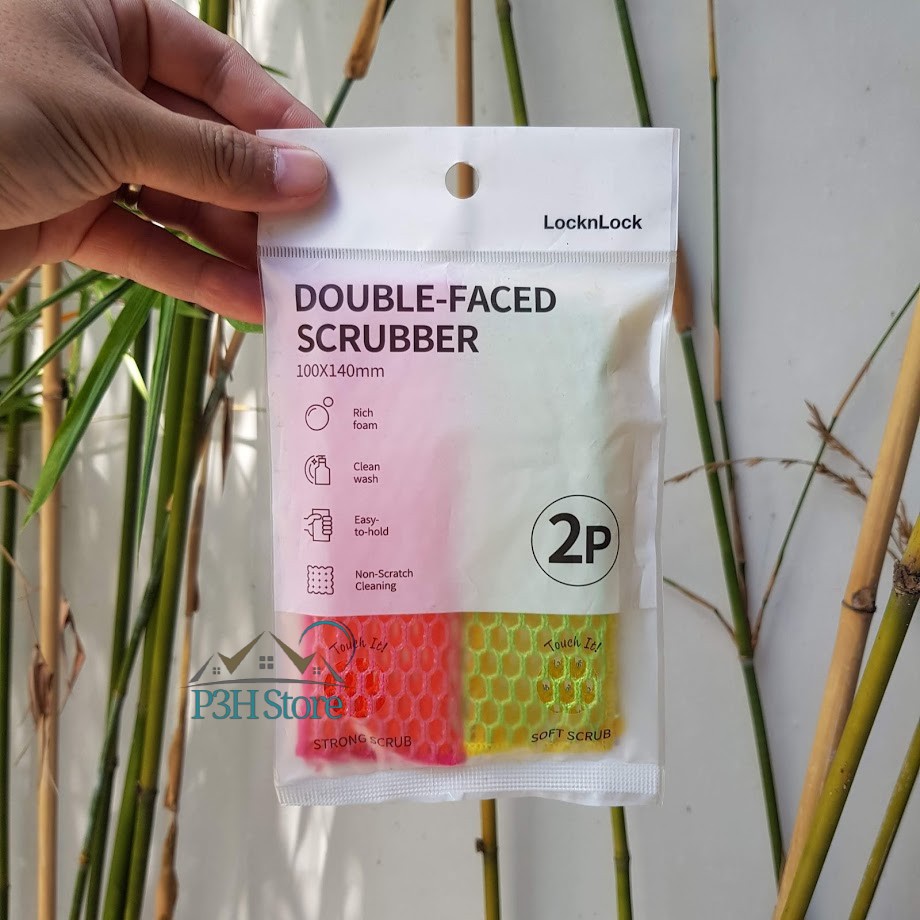 LocknLock
DOUBLE-FACED
SCRUBBER
100X140mm
Rich
foam
Clean
wash
Easy-
to-hold
Non-Scratch
Cleaning
2P
Touch It!
Touch It!
STRONG SCRUB
SOFT SCRUB
P3H Store